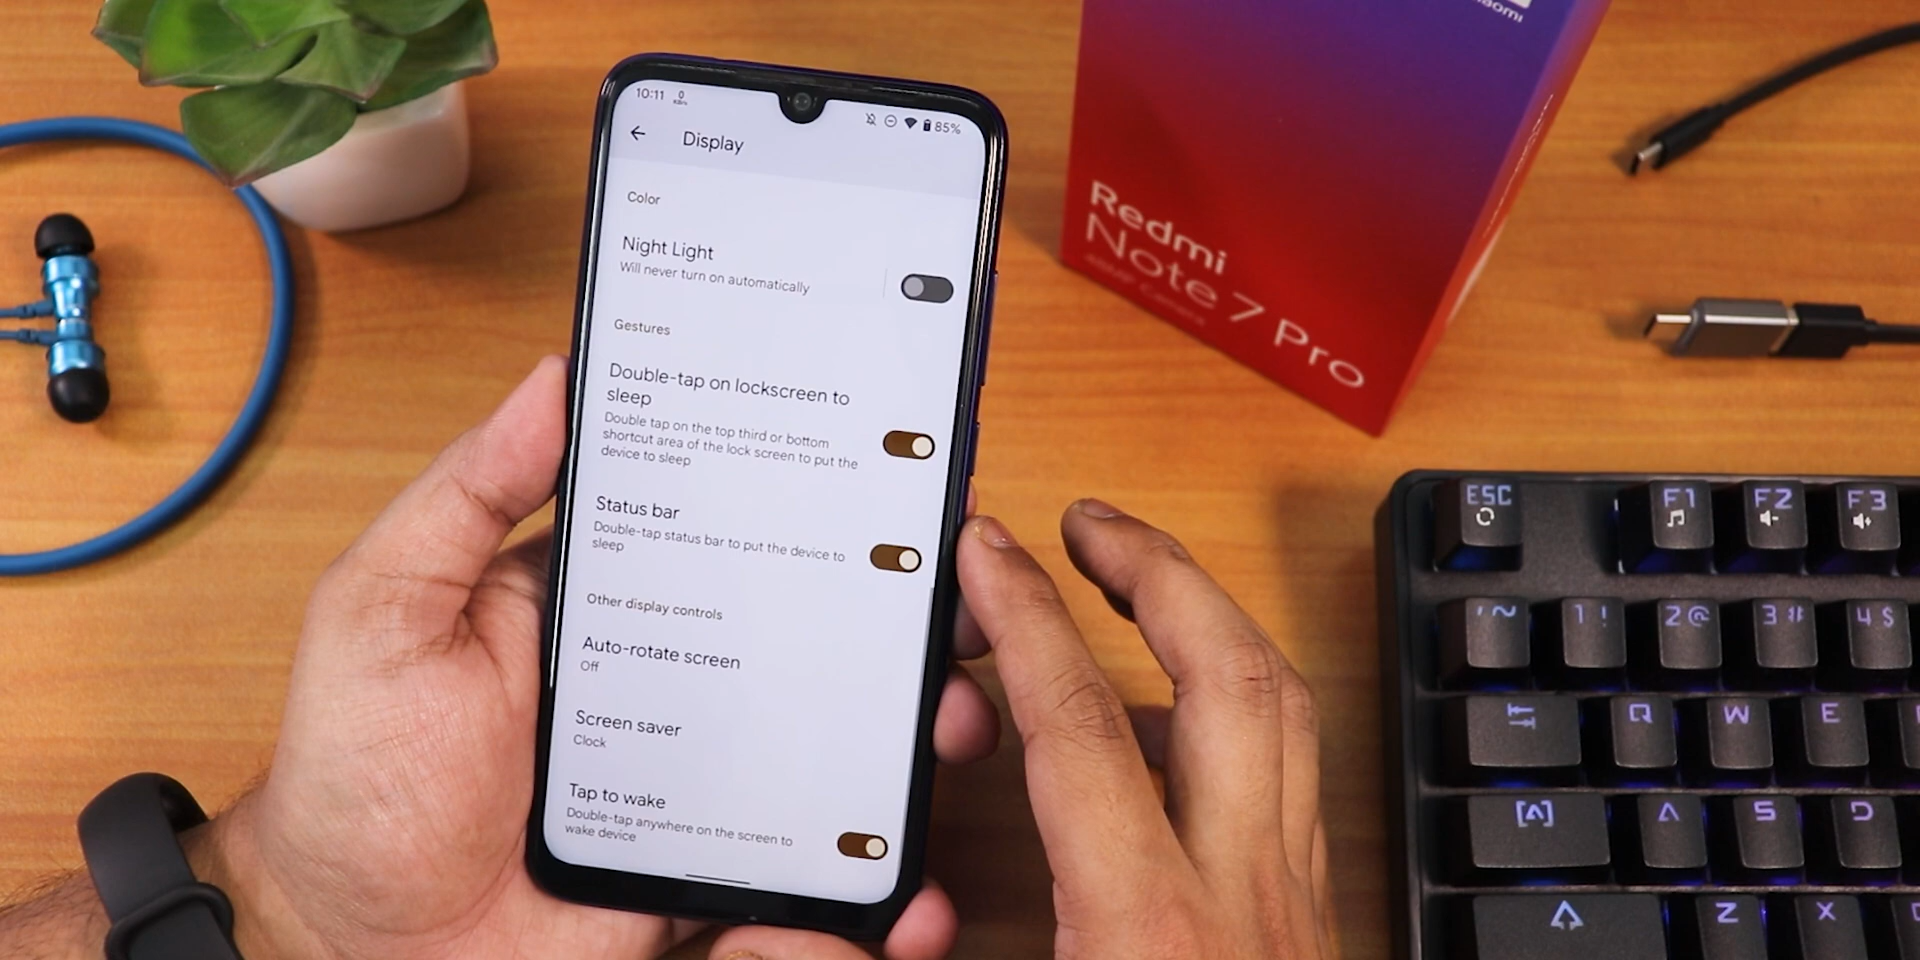 10:11
0
85%
Display
Color
Night Light
Will never turn on automatically
Gestures
Double-tap on lockscreen to
sleep
Double tap on the top third or bottom
shortcut area of the lock screen to put the
device to sleep
Status bar
Double-tap status bar to put the device to
sleep
Other display controls
Auto-rotate screen
Off
Screen saver
Clock
Tap to wake
Double-tap anywhere on the screen to
wake device
Redmi
Note 7 Pro
ESC
F1
F2
F3
' ~
1 !
2 @
3 #
4 $
Q
W
E
[A]
A
S
D
Z
X